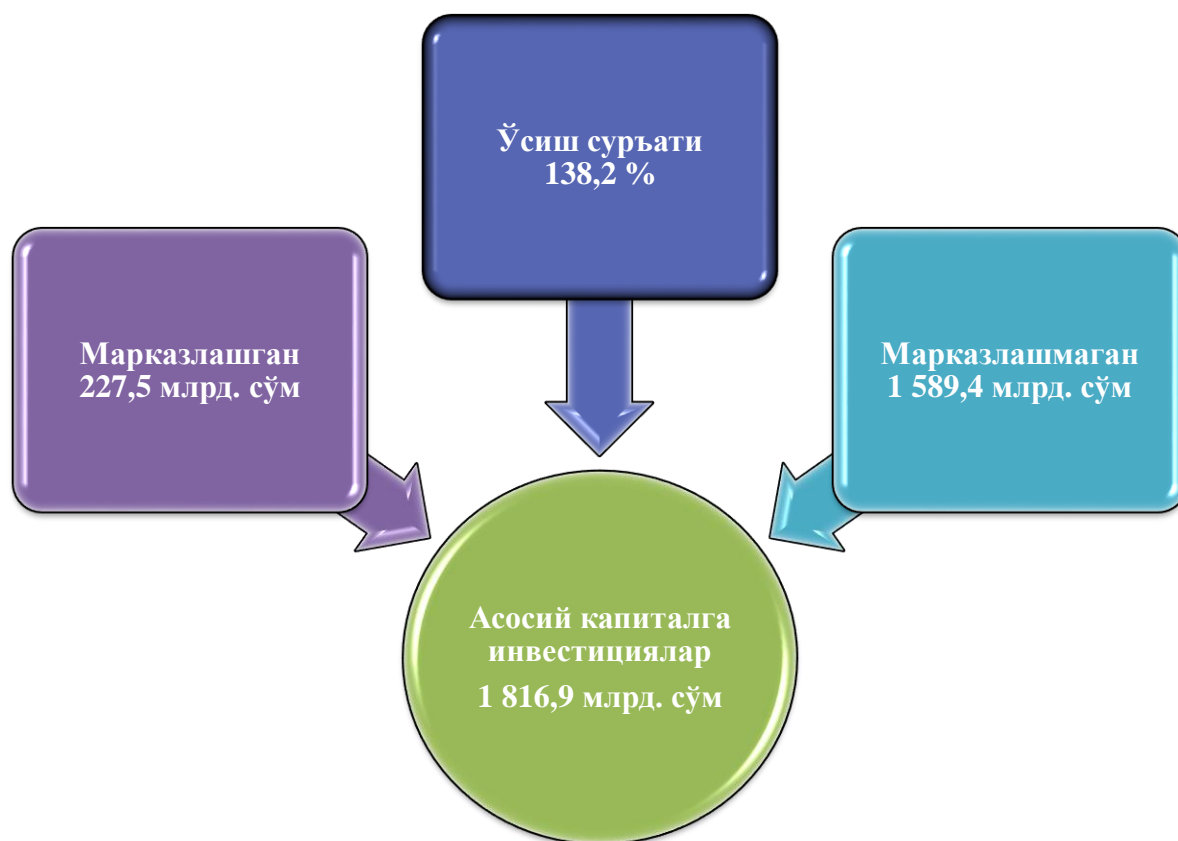 Ўсиш суръати
138,2 %
Марказлашган
227,5 млрд. сўм
Марказлашмаган
1 589,4 млрд. сўм
Асосий капиталга
инвестициялар
1 816,9 млрд. сўм